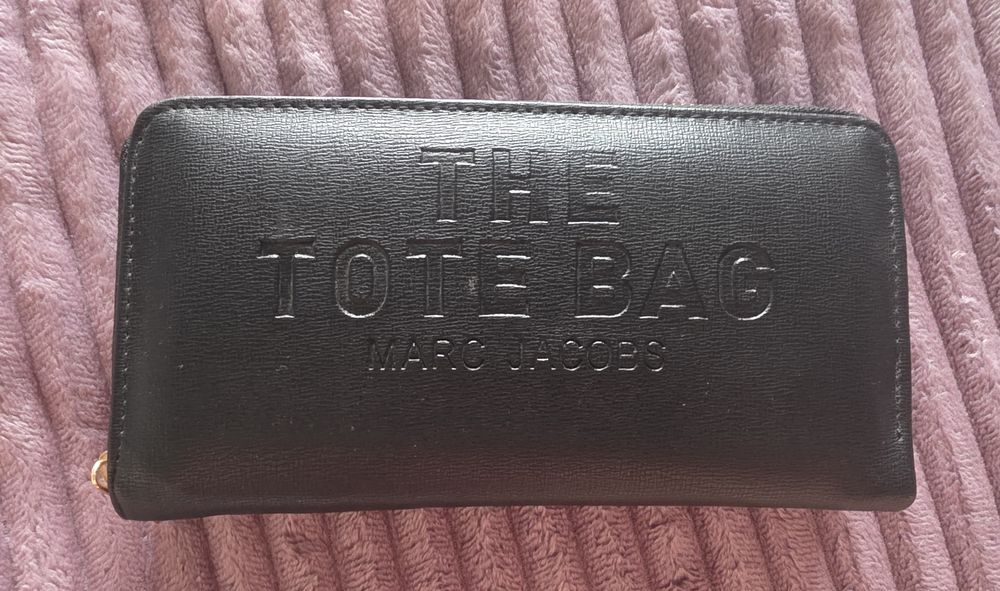 THE
TOTE BAG
MARC JACOBS